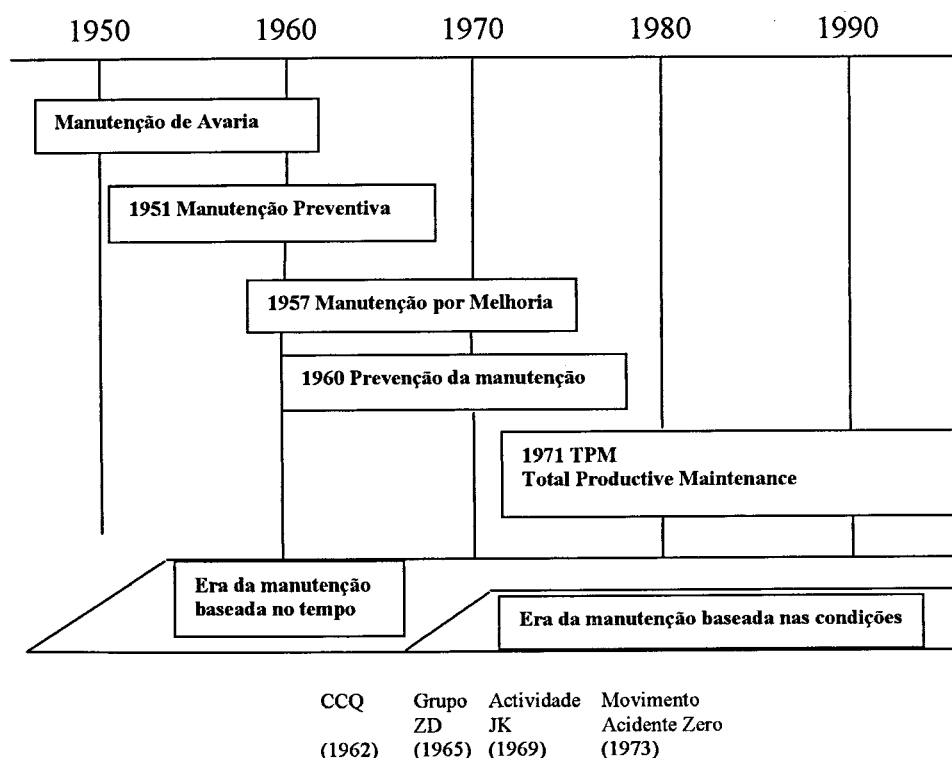 1950 1960 1970 1980 1990
Manutenção de Avaria
1951 Manutenção Preventiva
1957 Manutenção por Melhoria
1960 Prevenção da manutenção
1971 TPM
Total Productive Maintenance
Era da manutenção
baseada no tempo
Era da manutenção baseada nas condições
CCQ Grupo Actividade Movimento
ZD JK Acidente Zero
(1962) (1965) (1969) (1973)